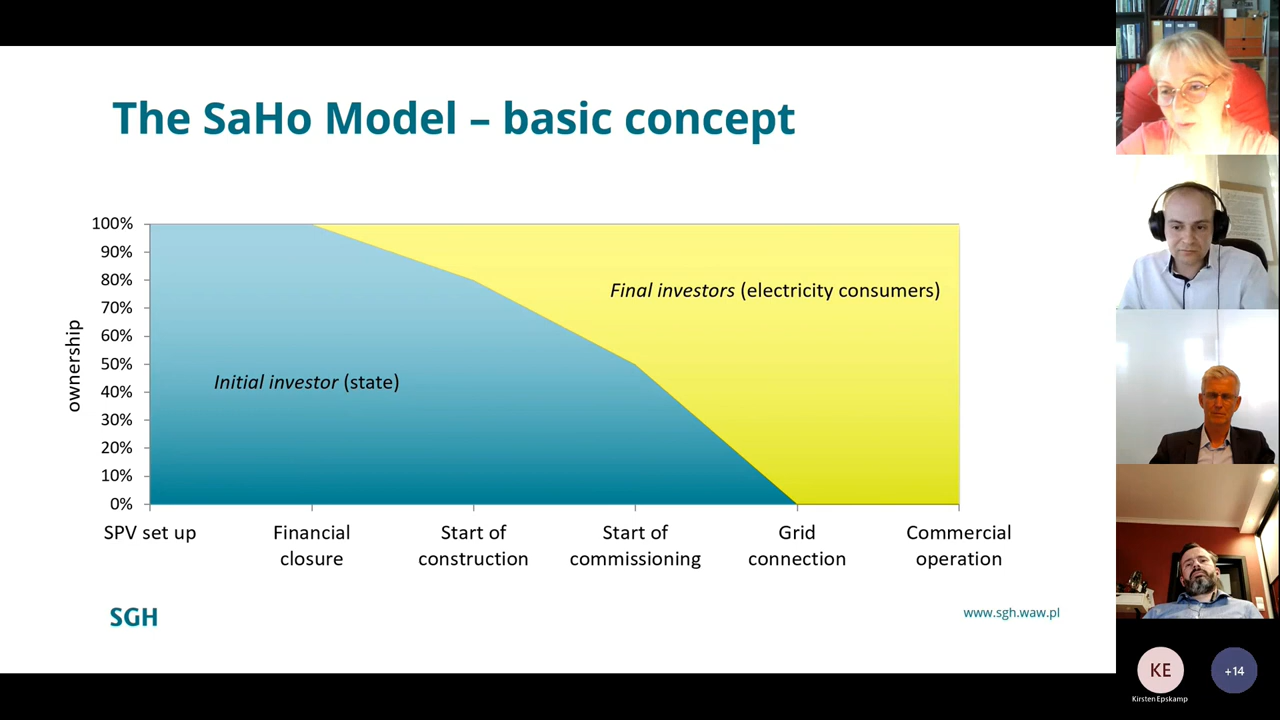 The SaHo Model – basic concept
100%
90%
80%
70%
60%
50%
40%
30%
20%
10%
0%
ownership
Final investors (electricity consumers)
Initial investor (state)
SPV set up
Financial
closure
Start of
construction
Start of
commissioning
Grid
connection
Commercial
operation
SGH
www.sgh.waw.pl
KE
+14
Kirsten Epskamp